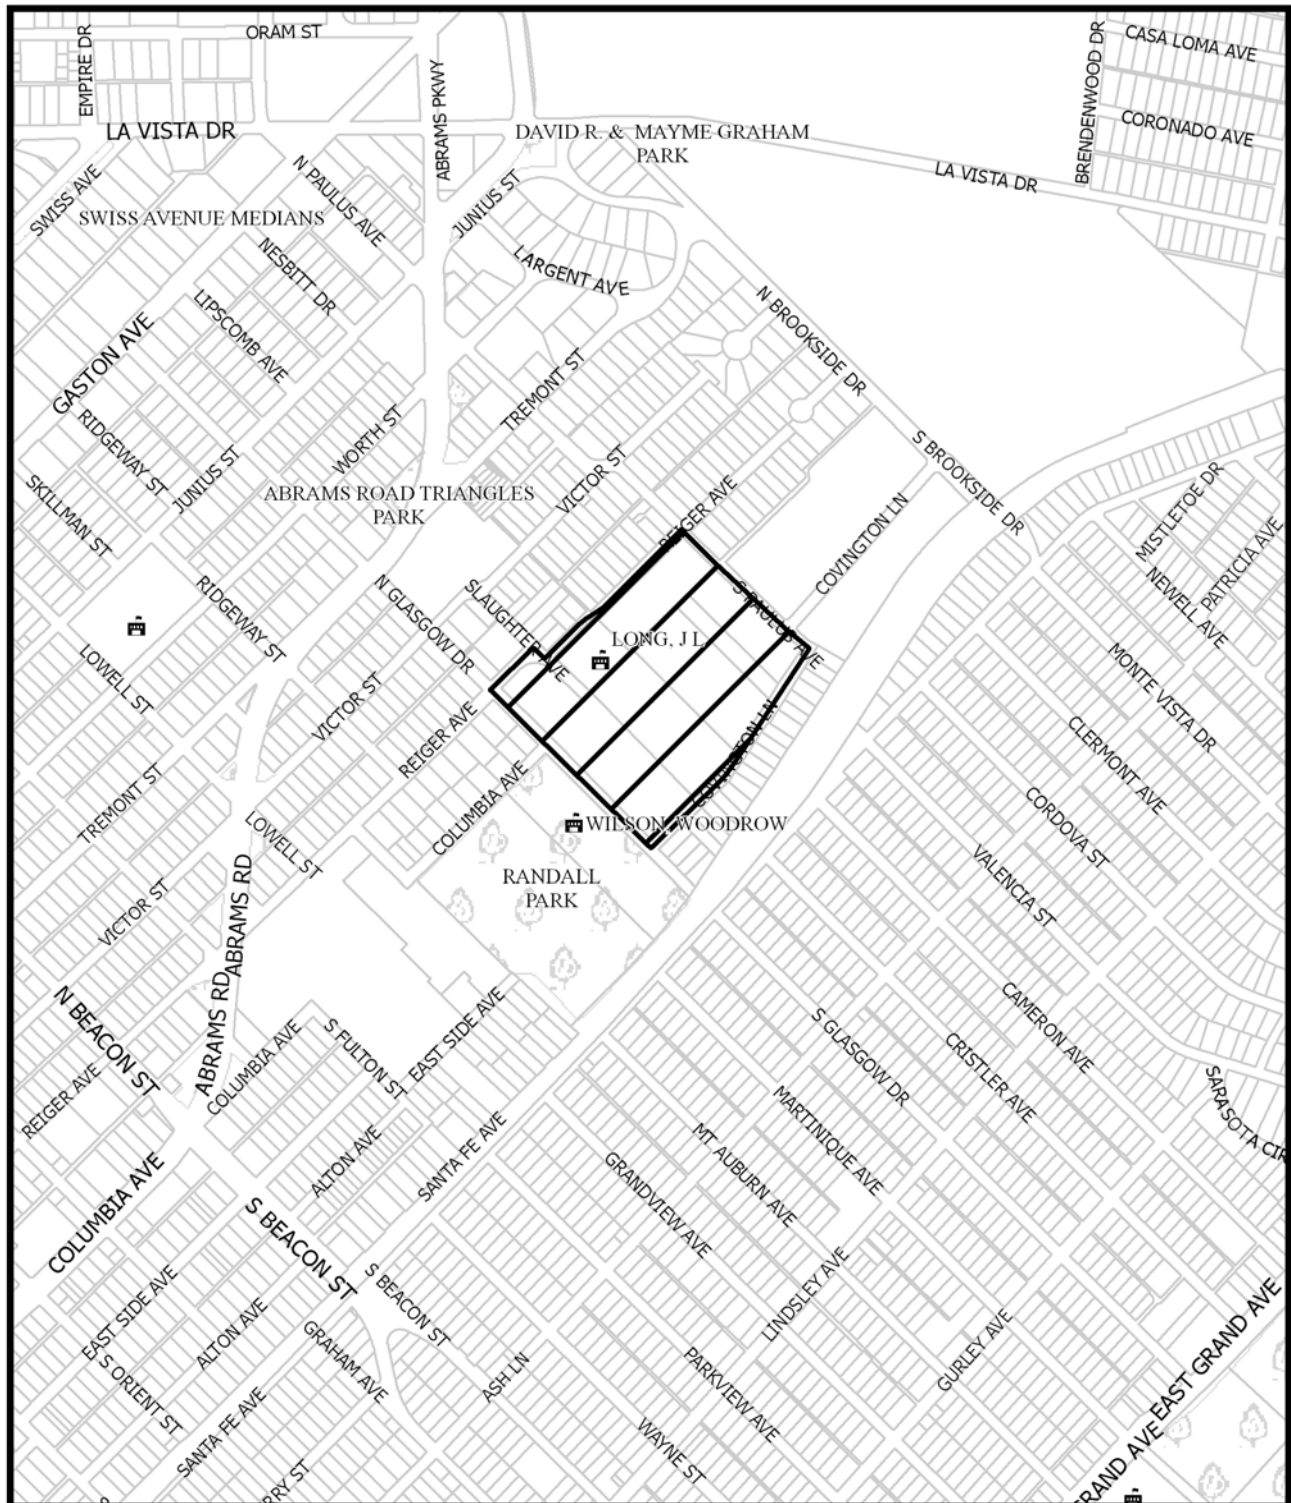 ORAM ST
EMPIRE DR
ABRAMS PKWY
BRENDENWOOD DR
CASA LOMA AVE
CORONADO AVE
LA VISTA DR
DAVID R. & MAYME GRAHAM
PARK
LA VISTA DR
SWISS AVE
N PAULUS AVE
JUNIUS ST
SWISS AVENUE MEDIANS
NESBITT DR
LARGENT AVE
LIPSCOMB AVE
N BROOKSIDE DR
GASTON AVE
TREMONT ST
RIDGEWAY ST
WORTH ST
JUNIUS ST
VICTOR ST
S BROOKSIDE DR
SKILLMAN ST
ABRAMS ROAD TRIANGLES
PARK
REIGER AVE
COVINGTON LN
MISTLETOE DR
PATRICIA AVE
NEWELL AVE
RIDGEWAY ST
N GLASGOW DR
SLAUGHTER AVE
S PAULUS AVE
LONG, J L
LOWELL ST
VICTOR ST
REIGER AVE
COVINGTON LN
MONTE VISTA DR
CLERMONT AVE
TREMONT ST
COLUMBIA AVE
LOWELL ST
WILSON, WOODROW
CORDOVA ST
RANDALL
PARK
VALENCIA ST
VICTOR ST
ABRAMS RD
ABRAMS RD
N BEACON ST
EAST SIDE AVE
CAMERON AVE
S FULTON ST
COLUMBIA AVE
S GLASGOW DR
CRISTLER AVE
REIGER AVE
SARASOTA CIR
MARTINIQUE AVE
MT AUBURN AVE
ALTON AVE
SANTA FE AVE
GRANDVIEW AVE
COLUMBIA AVE
S BEACON ST
S BEACON ST
LINDSLEY AVE
EAST SIDE AVE
ALTON AVE
GRAHAM AVE
GURLEY AVE
EAST GRAND AVE
S ORIENT ST
ASH LN
PARKVIEW AVE
SANTA FE AVE
WAYNE ST
RRY ST
GRAND AVE